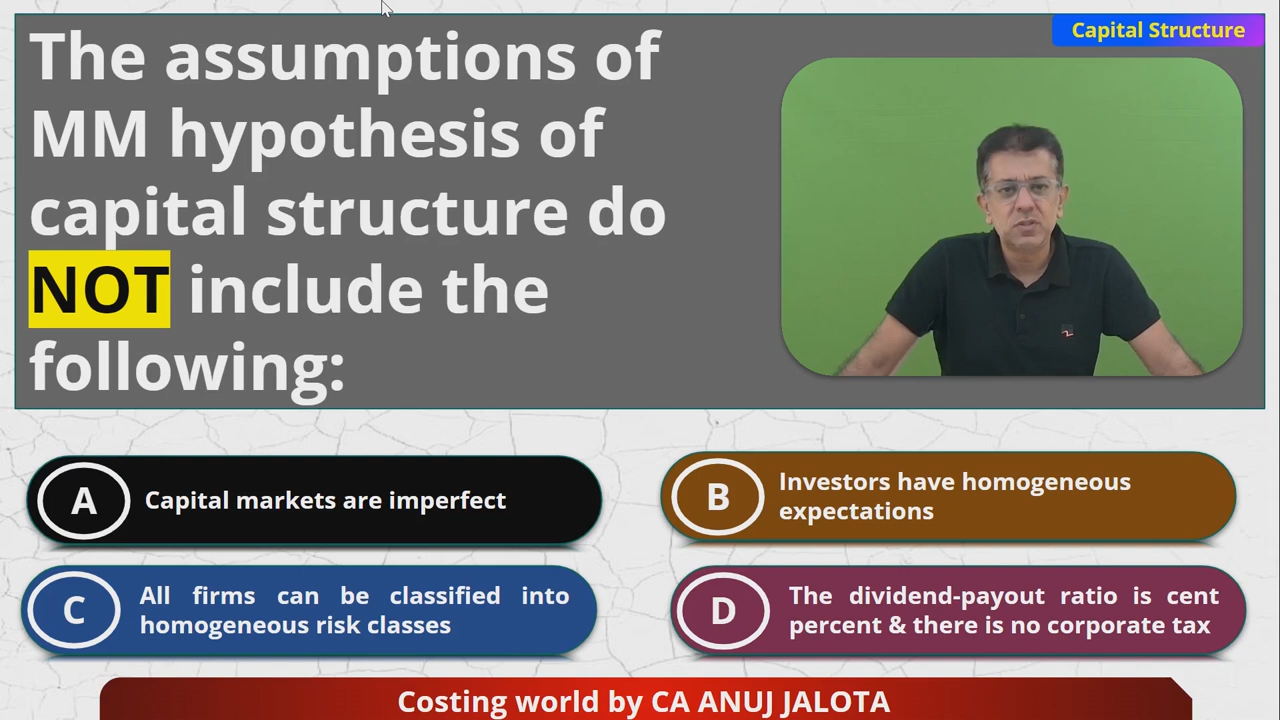 Capital Structure
The assumptions of
MM hypothesis of
capital structure do
NOT include the
following:
A
Capital markets are imperfect
B
Investors have homogeneous
expectations
C
All firms can be classified into
homogeneous risk classes
D
The dividend-payout ratio is cent
percent & there is no corporate tax
Costing world by CA ANUJ JALOTA